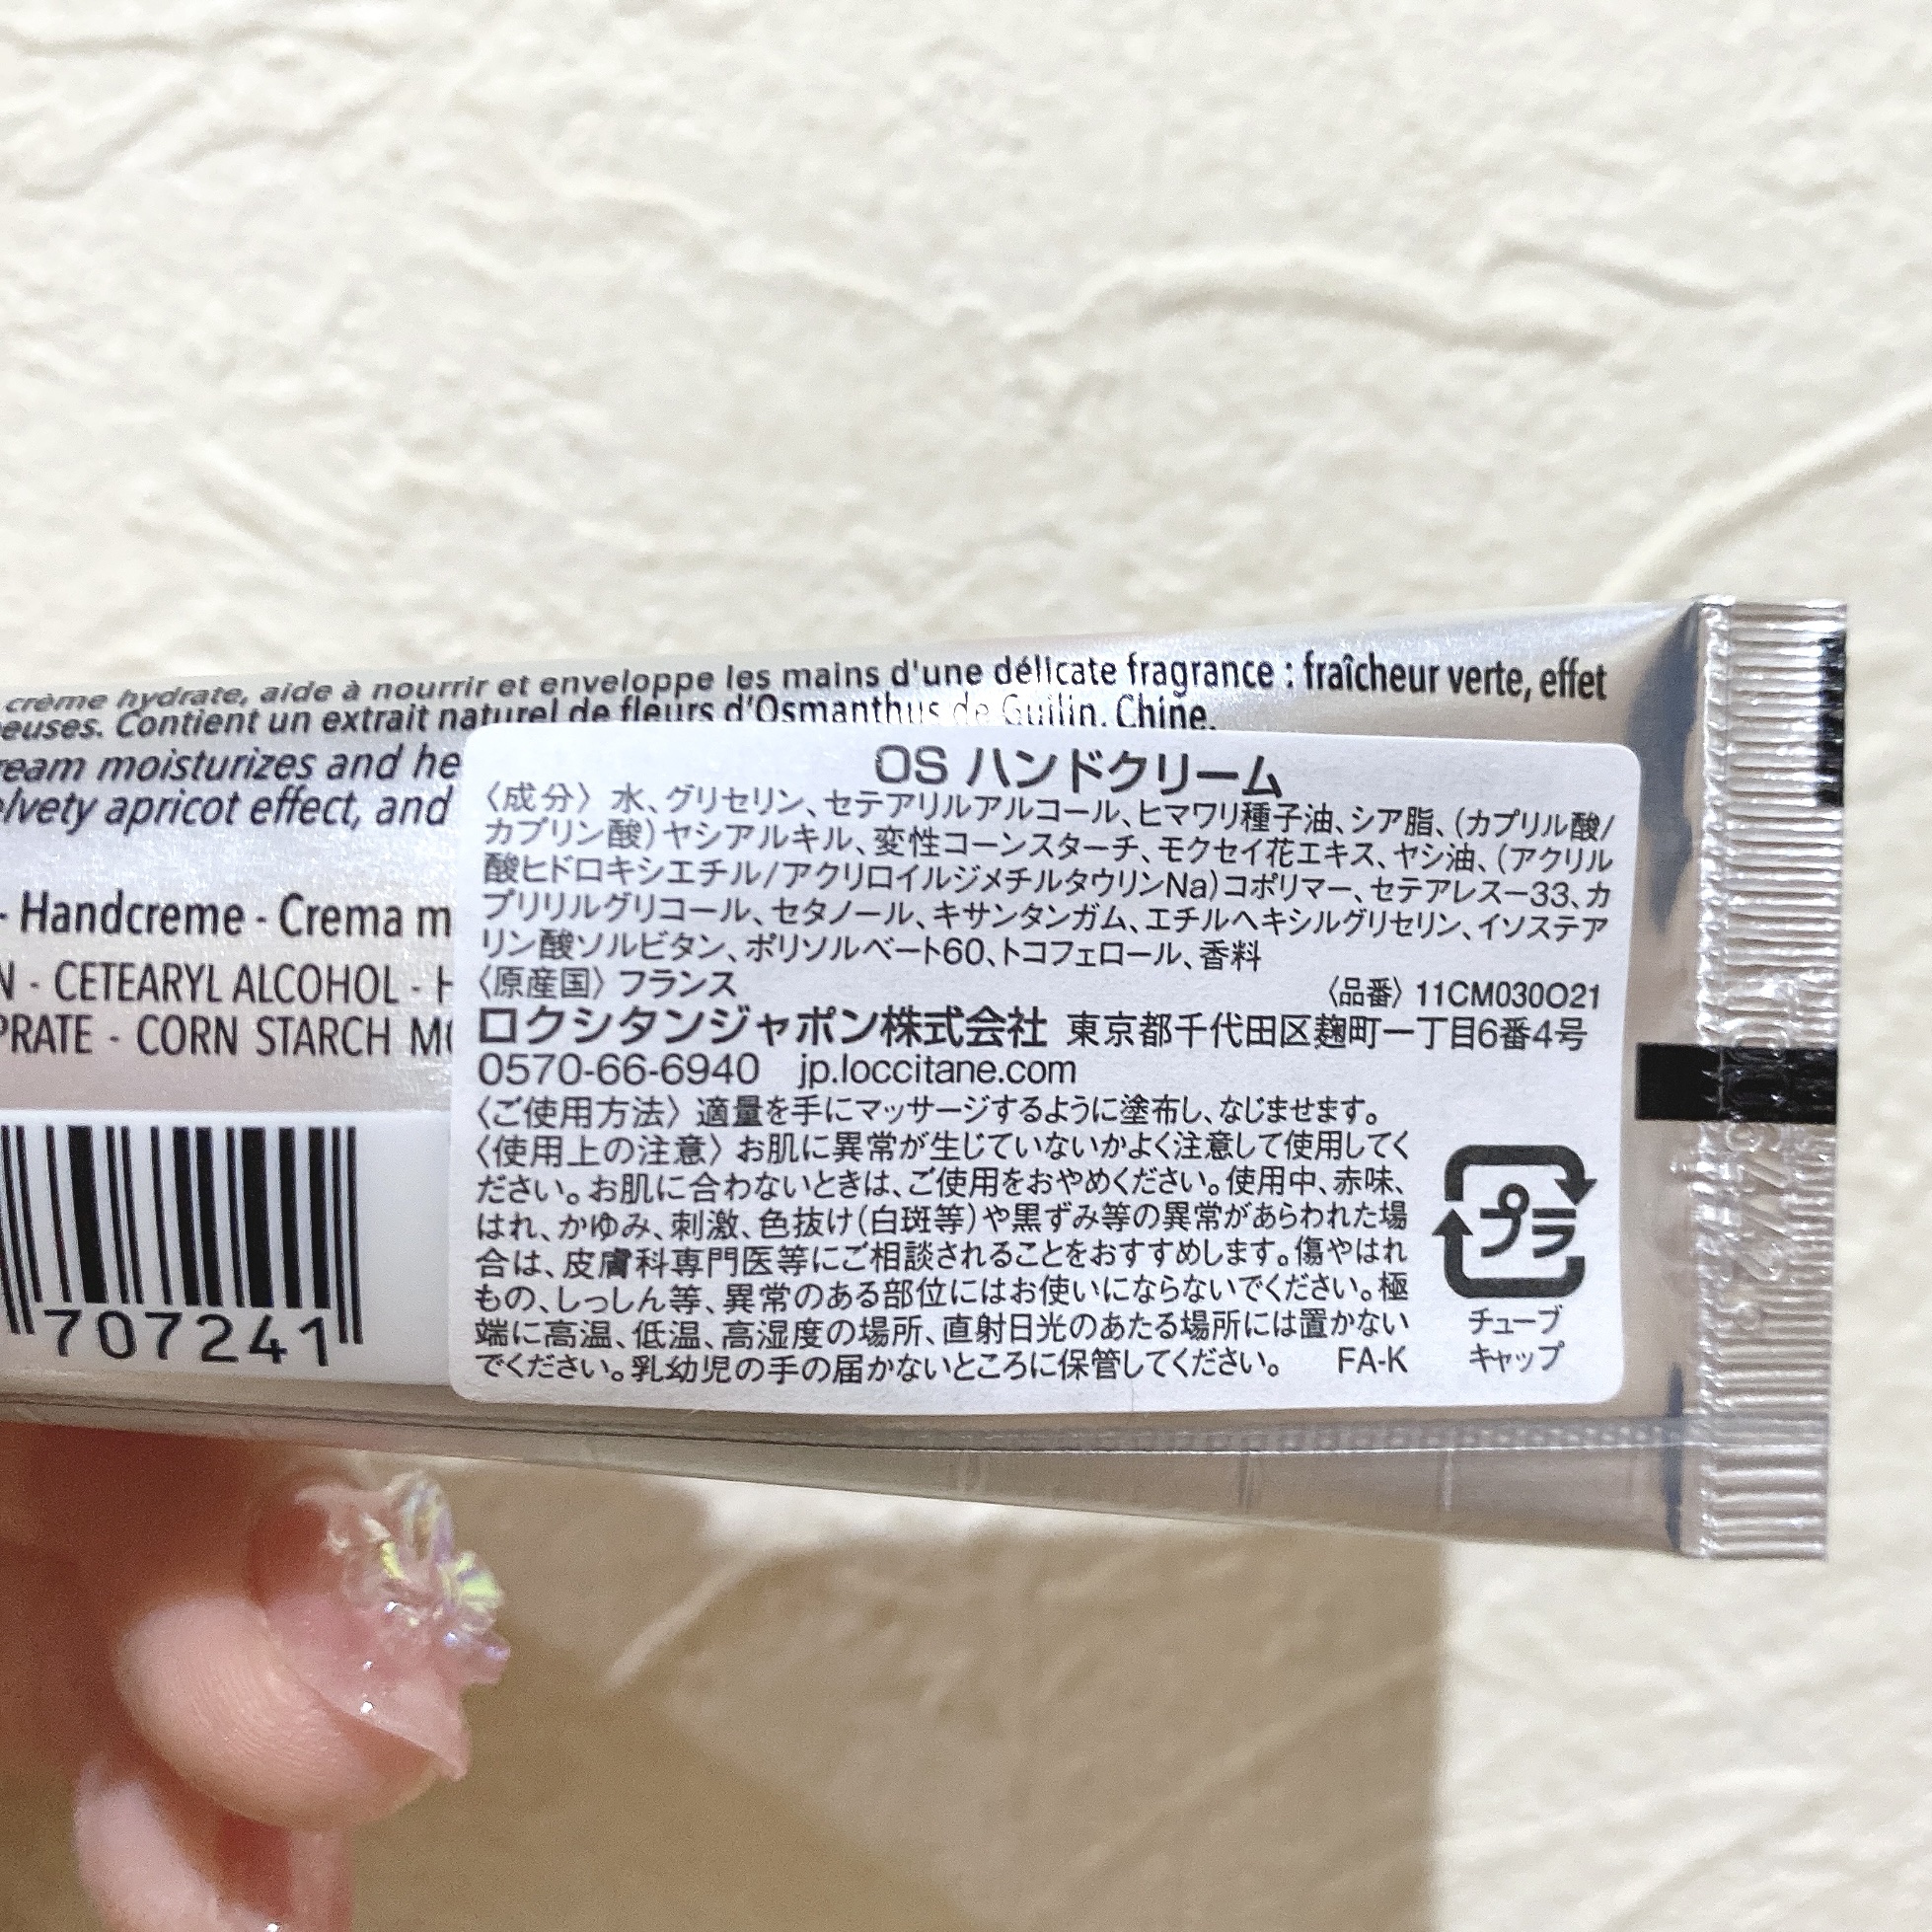 crème hydrate, aide à nourrir et enveloppe les mains d'une délicate fragrance : fraîcheur verte, effet
euses. Contient un extrait naturel de fleurs d'Osmanthus de Guilin, Chine.
eam moisturizes and he
elvety apricot effect, and
- Handcreme - Crema m
N - CETEARYL ALCOHOL - H
PRATE - CORN STARCH MO
707241
OS ハンドクリーム
〈成分〉水、グリセリン、セテアリルアルコール、ヒマワリ種子油、シア脂、(カプリル酸/
カプリン酸)ヤシアルキル、変性コーンスターチ、モクセイ花エキス、ヤシ油、(アクリル
酸ヒドロキシエチル/アクリロイルジメチルタウリンNa)コポリマー、セテアレスー33、カ
プリリルグリコール、セタノール、キサンタンガム、エチルヘキシルグリセリン、イソステア
リン酸ソルビタン、ポリソルベート60、トコフェロール、香料
〈原産国〉フランス 〈品番〉11CM030O21
ロクシタンジャポン株式会社 東京都千代田区麹町一丁目6番4号
0570-66-6940 jp.loccitane.com
〈ご使用方法〉適量を手にマッサージするように塗布し、なじませます。
〈使用上の注意〉お肌に異常が生じていないかよく注意して使用してく
ださい。お肌に合わないときは、ご使用をおやめください。使用中、赤味、
はれ、かゆみ、刺激、色抜け(白斑等)や黒ずみ等の異常があらわれた場
合は、皮膚科専門医等にご相談されることをおすすめします。傷やはれ
もの、しっしん等、異常のある部位にはお使いにならないでください。極
端に高温、低温、高湿度の場所、直射日光のあたる場所には置かない
でください。乳幼児の手の届かないところに保管してください。 FA-K
プラ
チューブ
キャップ